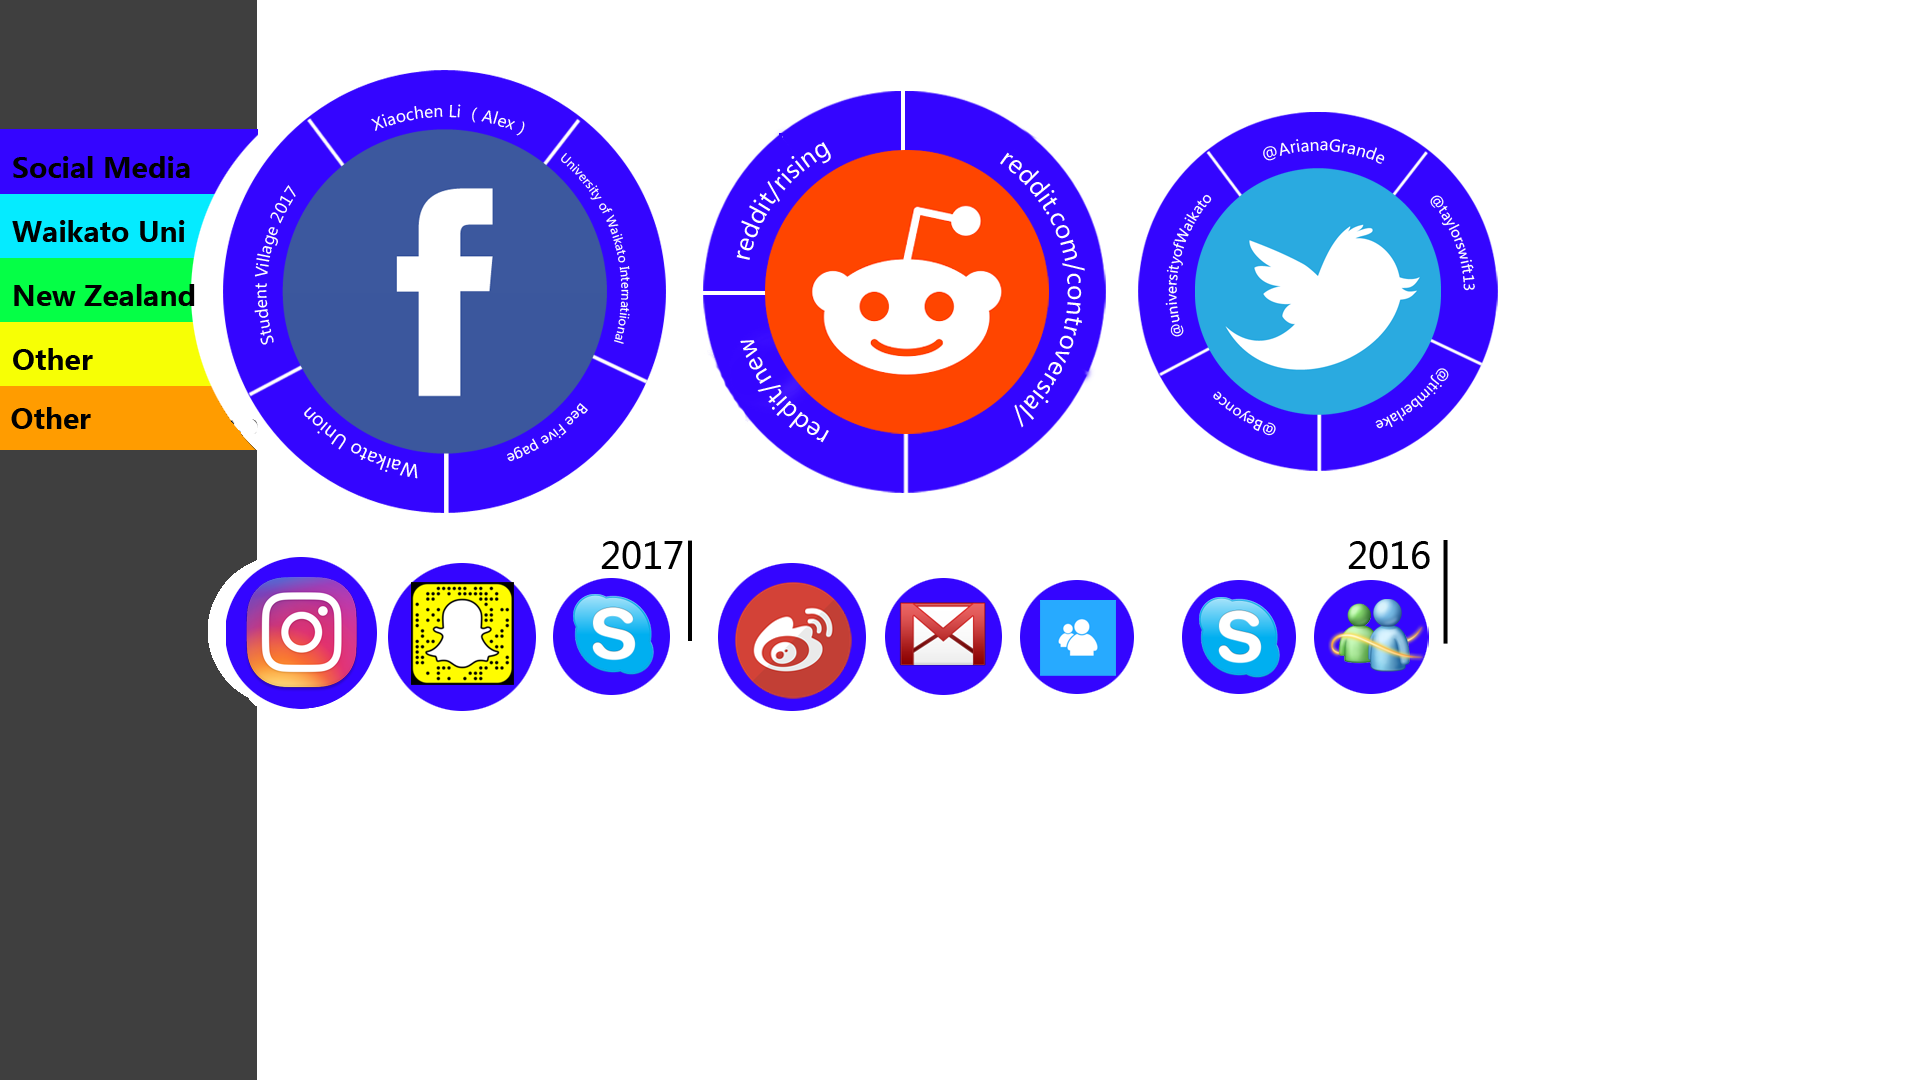 Social Media
Waikato Uni
New Zealand
Other
Other
Xiaochen Li ( Alex )
University of Waikato Internatiional
Bee Five page
Waikato Union
Student Village 2017
reddit/rising
reddit.com/controversial/
reddit/new/
@ArianaGrande
@taylorswift13
@jtimberlake
@Beyonce
@universityofWaikato
2017
2016